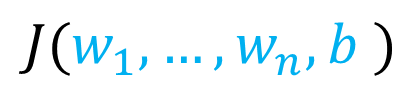 J(w₁, … , wₙ, b )